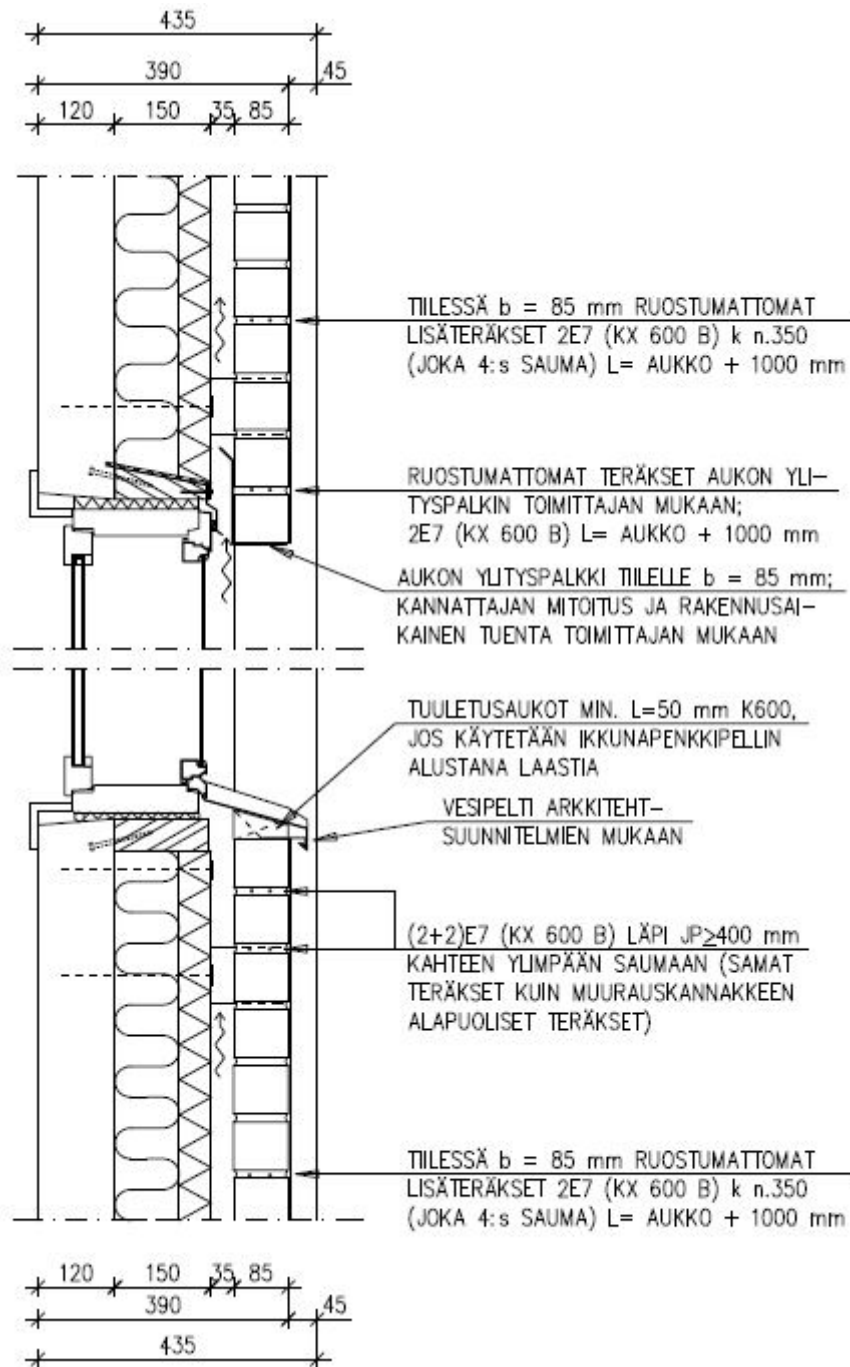 435
390 45
120 150 35 85
TIILESSÄ b = 85 mm RUOSTUMATTOMAT
LISÄTERÄKSET 2E7 (KX 600 B) k n.350
(JOKA 4:s SAUMA) L= AUKKO + 1000 mm
RUOSTUMATTOMAT TERÄKSET AUKON YLI-
TYSPALKIN TOIMITTAJAN MUKAAN;
2E7 (KX 600 B) L= AUKKO + 1000 mm
AUKON YLITYSPALKKI TIILELLE b = 85 mm;
KANNATTAJAN MITOITUS JA RAKENNUSAI-
KAINEN TUENTA TOIMITTAJAN MUKAAN
TUULETUSAUKOT MIN. L=50 mm K600,
JOS KÄYTETÄÄN IKKUNAPENKKIPELLIN
ALUSTANA LAASTIA
VESIPELTI ARKKITEHT-
SUUNNITELMIEN MUKAAN
(2+2)E7 (KX 600 B) LÄPI JP≥400 mm
KAHTEEN YLIMPÄÄN SAUMAAN (SAMAT
TERÄKSET KUIN MUURAUSKANNAKKEEN
ALAPUOLISET TERÄKSET)
TIILESSÄ b = 85 mm RUOSTUMATTOMAT
LISÄTERÄKSET 2E7 (KX 600 B) k n.350
(JOKA 4:s SAUMA) L= AUKKO + 1000 mm
120 150 35 85
390 45
435